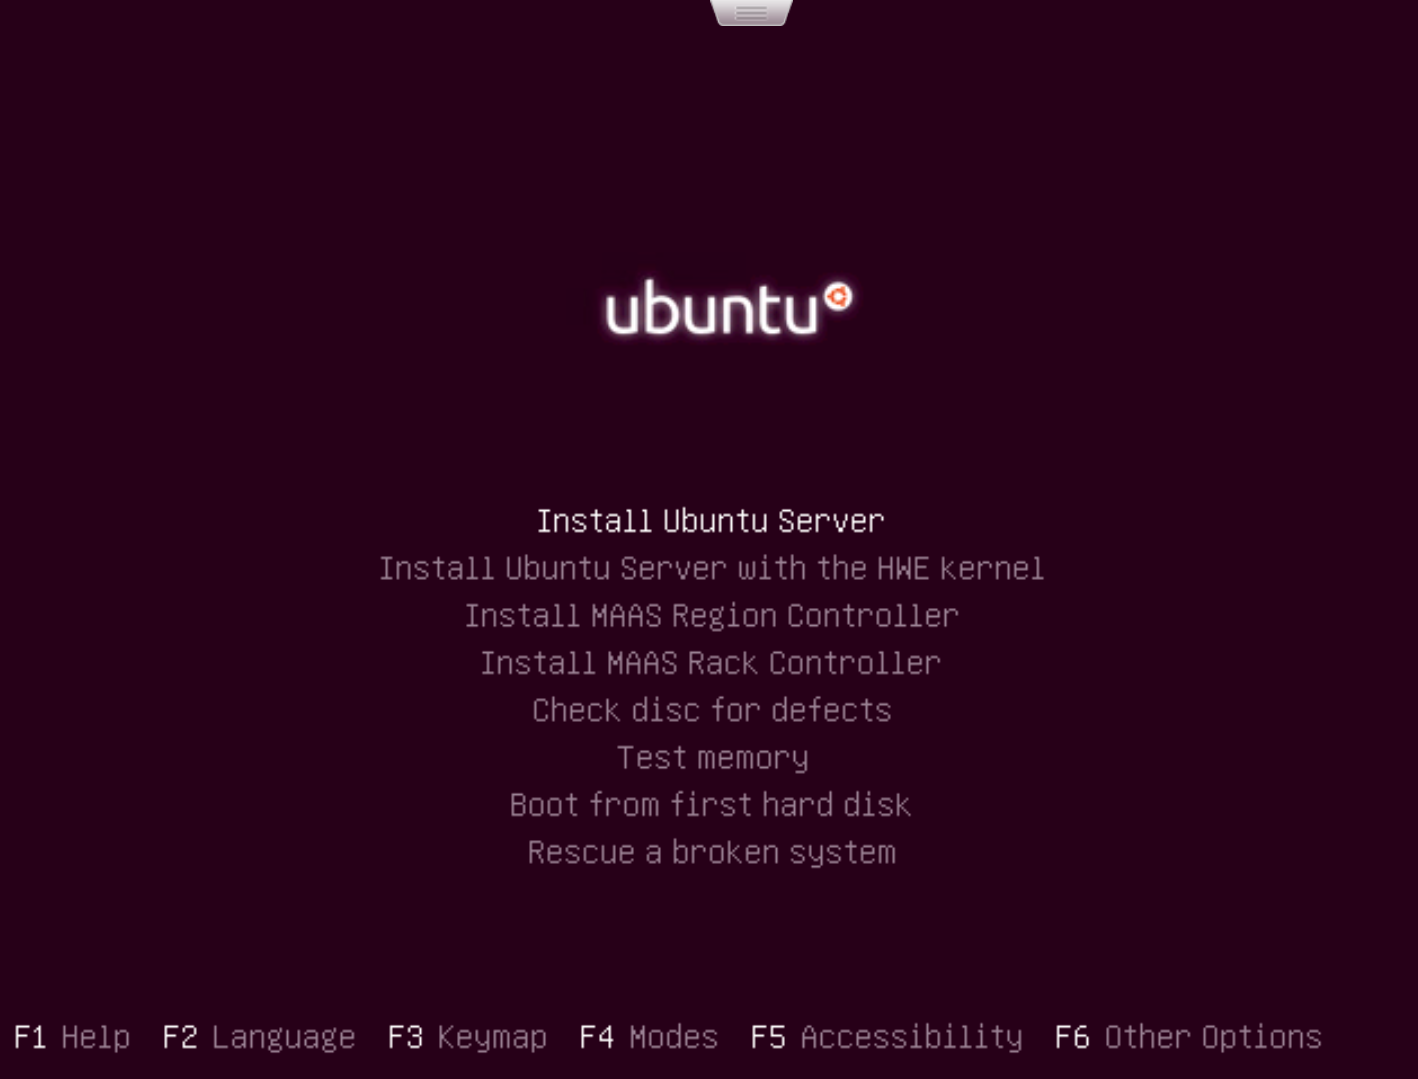 ubuntu
Install Ubuntu Server
Install Ubuntu Server with the HWE kernel
Install MAAS Region Controller
Install MAAS Rack Controller
Check disc for defects
Test memory
Boot from first hard disk
Rescue a broken system
F1 Help F2 Language F3 Keymap F4 Modes F5 Accessibility F6 Other Options